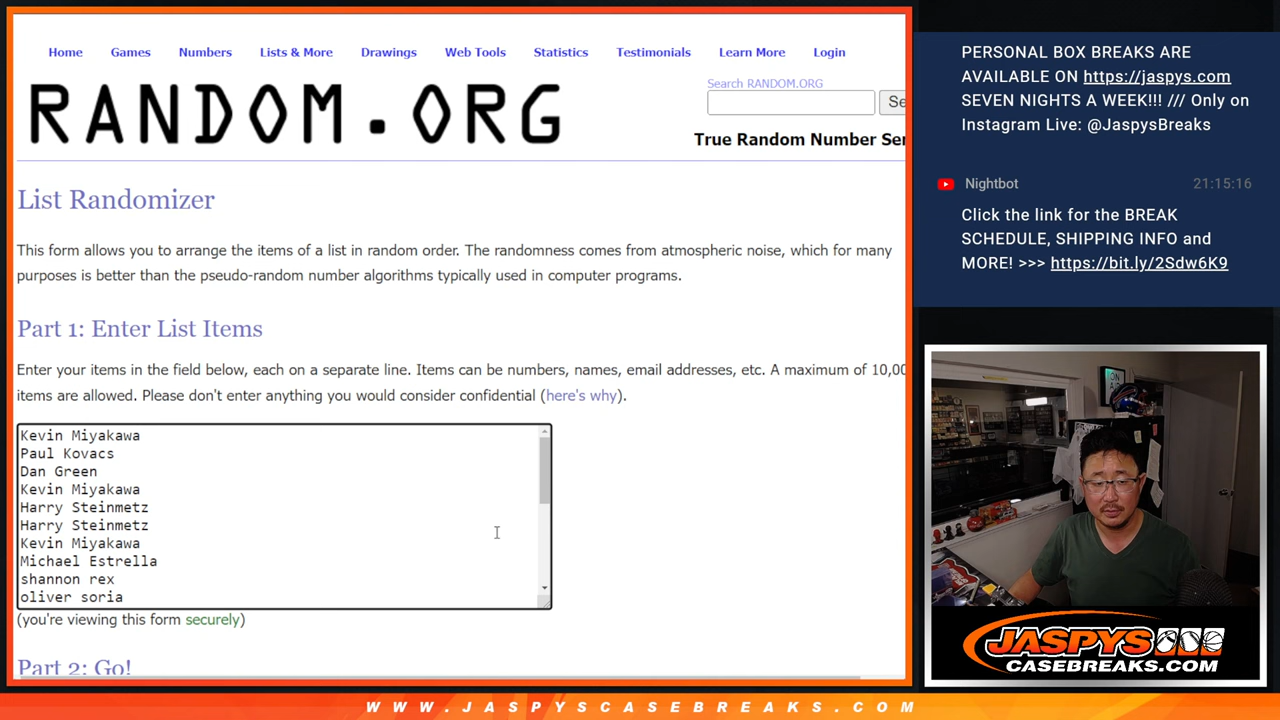 Home Games Numbers Lists & More Drawings Web Tools Statistics Testimonials Learn More Login
RANDOM.ORG
Search RANDOM.ORG
Se
True Random Number Ser
List Randomizer
This form allows you to arrange the items of a list in random order. The randomness comes from atmospheric noise, which for many
purposes is better than the pseudo-random number algorithms typically used in computer programs.
Part 1: Enter List Items
Enter your items in the field below, each on a separate line. Items can be numbers, names, email addresses, etc. A maximum of 10,00
items are allowed. Please don't enter anything you would consider confidential (here's why).
Kevin Miyakawa
Paul Kovacs
Dan Green
Kevin Miyakawa
Harry Steinmetz
Harry Steinmetz
Kevin Miyakawa
Michael Estrella
shannon rex
oliver soria
(you're viewing this form securely)
Part 2: Go!
PERSONAL BOX BREAKS ARE
AVAILABLE ON https://jaspys.com
SEVEN NIGHTS A WEEK!!! /// Only on
Instagram Live: @JaspysBreaks
Nightbot 21:15:16
Click the link for the BREAK
SCHEDULE, SHIPPING INFO and
MORE! >>> https://bit.ly/2Sdw6K9
ON
JASPYS
CASEBREAKS.COM
WWW.JASPYSCASEBREAKS.COM